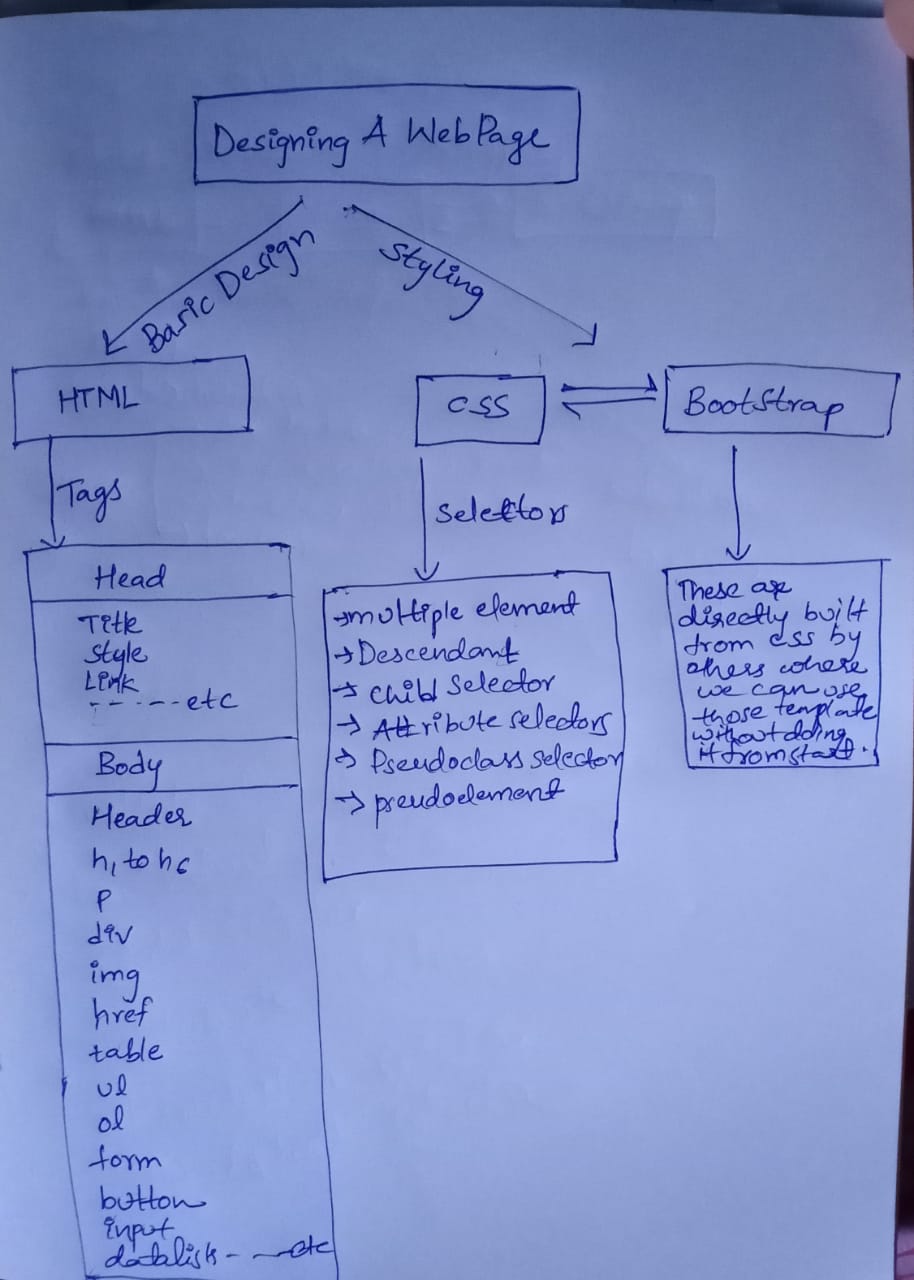 Designing A WebPage
Basic Design
Styling
HTML
CSS
BootStrap
Tags
Selettors
Head
Title
Style
Link
-----etc
Body
Header
h1 to h6
P
div
img
href
table
ul
ol
form
button
input
datalist - --etc
→multiple element
→Descendant
→ Child Selector
→ Attribute selectors
→ Pseudoclass selector
→ pseudoelement
These are
directly built
from css by
others where
we can use
those template
without doing
it from start.